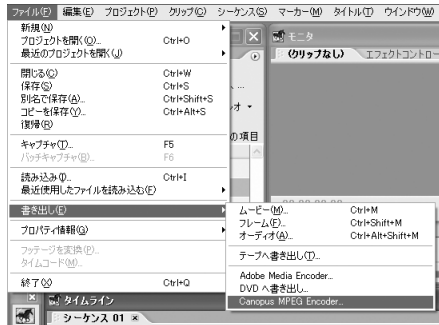 ファイル(F) 編集(E) プロジェクト(P) クリップ(C) シーケンス(S) マーカー(M) タイトル(T) ウインドウ(W)
新規(N)
プロジェクトを開く(O)... Ctrl+O
最近のプロジェクトを開く(J)
閉じる(C) Ctrl+W
保存(S) Ctrl+S
別名で保存(A)... Ctrl+Shift+S
コピーを保存(Y)... Ctrl+Alt+S
復帰(R)
キャプチャ(T)... F5
バッチキャプチャ(B)... F6
読み込み(I)... Ctrl+I
最近使用したファイルを読み込む(F)
書き出し(E)
プロパティ情報(G)
フッテージを変換(P)...
タイムコード(M)...
終了(X) Ctrl+Q
モニタ
(クリップなし) エフェクトコントロー
の項目
ムービー(M)... Ctrl+M
フレーム(F)... Ctrl+Shift+M
オーディオ(A)... Ctrl+Alt+Shift+M
テープへ書き出し(T)...
Adobe Media Encoder...
DVD へ書き出し...
Canopus MPEG Encoder...
タイムライン
シーケンス 01